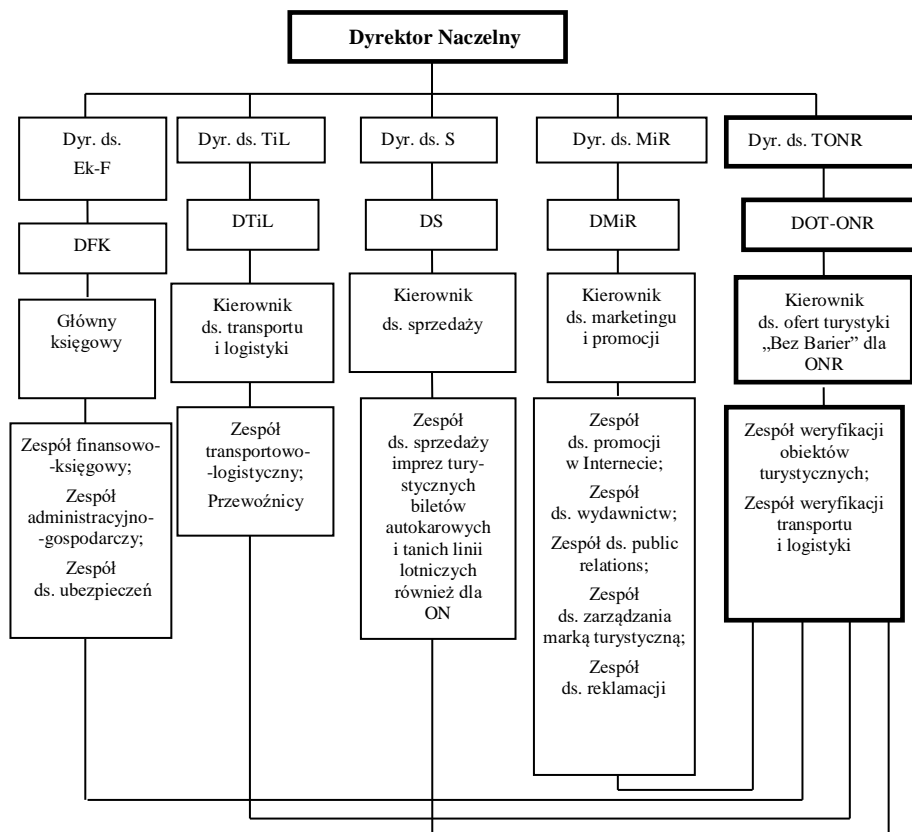 Dyrektor Naczelny
Dyr. ds.
Ek-F
Dyr. ds. TiL
Dyr. ds. S
Dyr. ds. MiR
Dyr. ds. TONR
DFK
DTiL
DS
DMiR
DOT-ONR
Główny
księgowy
Kierownik
ds. transportu
i logistyki
Kierownik
ds. sprzedaży
Kierownik
ds. marketingu
i promocji
Kierownik
ds. ofert turystyki
„Bez Barier” dla
ONR
Zespół finansowo-
-księgowy;
Zespół
administracyjno-
-gospodarczy;
Zespół
ds. ubezpieczeń
Zespół
transportowo-
-logistyczny;
Przewoźnicy
Zespół
ds. sprzedaży
imprez tury-
stycznych
biletów
autokarowych
i tanich linii
lotniczych
również dla
ON
Zespół
ds. promocji
w Internecie;
Zespół
ds. wydawnictw;
Zespół ds. public
relations;
Zespół
ds. zarządzania
marką turystyczną;
Zespół
ds. reklamacji
Zespół weryfikacji
obiektów
turystycznych;
Zespół weryfikacji
transportu
i logistyki